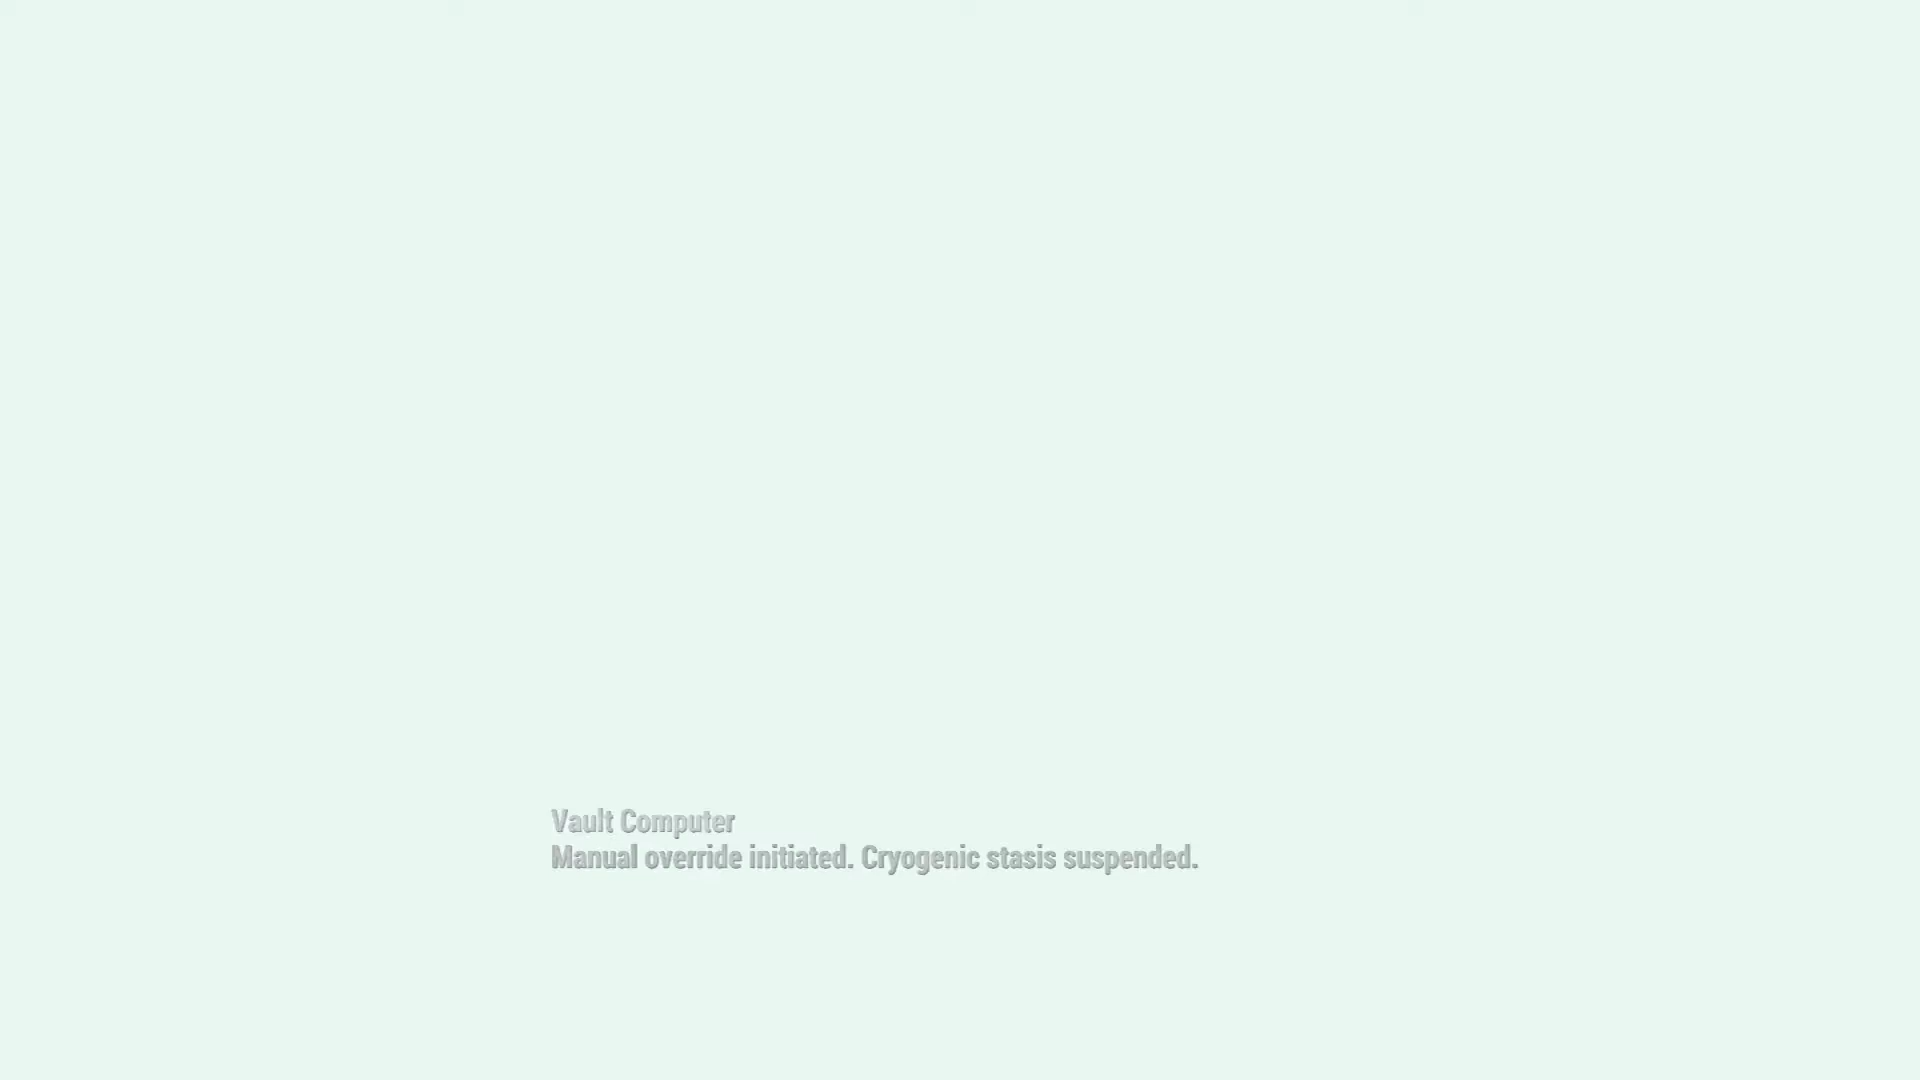 Vault Computer
Manual override initiated. Cryogenic stasis suspended.